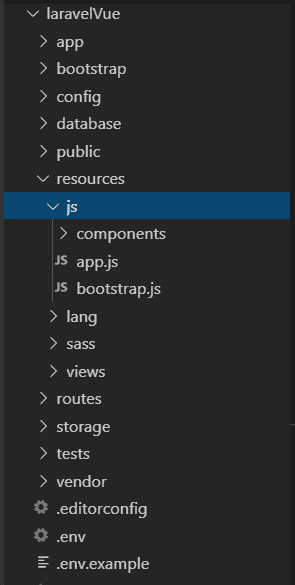 laravelVue
app
bootstrap
config
database
public
resources
js
components
JS app.js
JS bootstrap.js
lang
sass
views
routes
storage
tests
vendor
.editorconfig
.env
.env.example